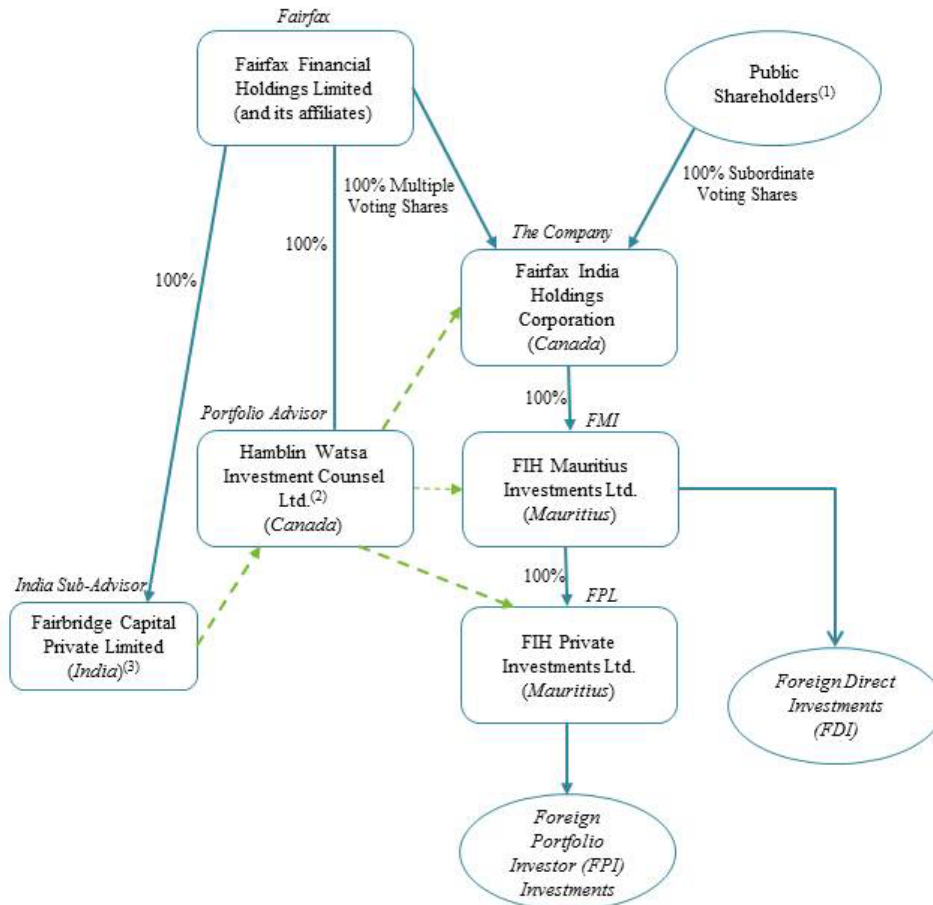 Fairfax
Fairfax Financial
Holdings Limited
(and its affiliates)
Public
Shareholders(1)
100% Multiple
Voting Shares
100% Subordinate
Voting Shares
100%
100%
The Company
Fairfax India
Holdings
Corporation
(Canada)
100%
Portfolio Advisor
Hamblin Watsa
Investment Counsel
Ltd.(2)
(Canada)
FMI
FIH Mauritius
Investments Ltd.
(Mauritius)
100%
India Sub-Advisor
Fairbridge Capital
Private Limited
(India)(3)
FPL
FIH Private
Investments Ltd.
(Mauritius)
Foreign Direct
Investments
(FDI)
Foreign
Portfolio
Investor (FPI)
Investments